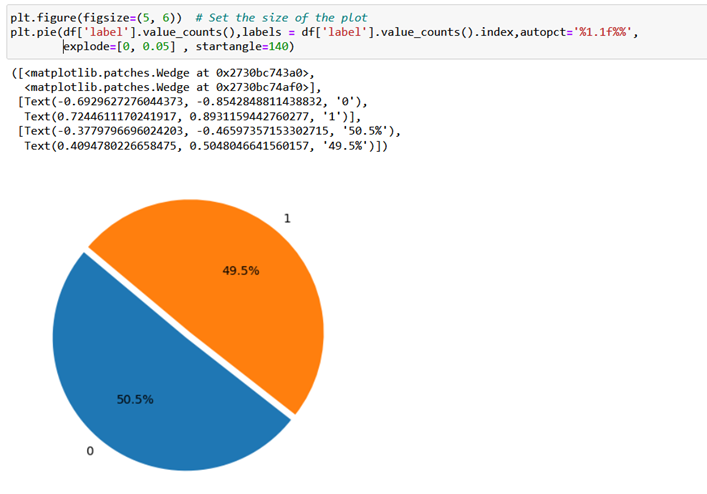 plt.figure(figsize=(5, 6))  # Set the size of the plot
plt.pie(df['label'].value_counts(),labels = df['label'].value_counts().index,autopct='%1.1f%%',
        explode=[0, 0.05] , startangle=140)
([<matplotlib.patches.Wedge at 0x2730bc743a0>,
  <matplotlib.patches.Wedge at 0x2730bc74af0>],
 [Text(-0.6929627276044373, -0.8542848811438832, '0'),
  Text(0.7244611170241917, 0.8931159442760277, '1')],
 [Text(-0.3779796696024203, -0.46597357153302715, '50.5%'),
  Text(0.4094780226658475, 0.5048046641560157, '49.5%')])
1
49.5%
50.5%
0